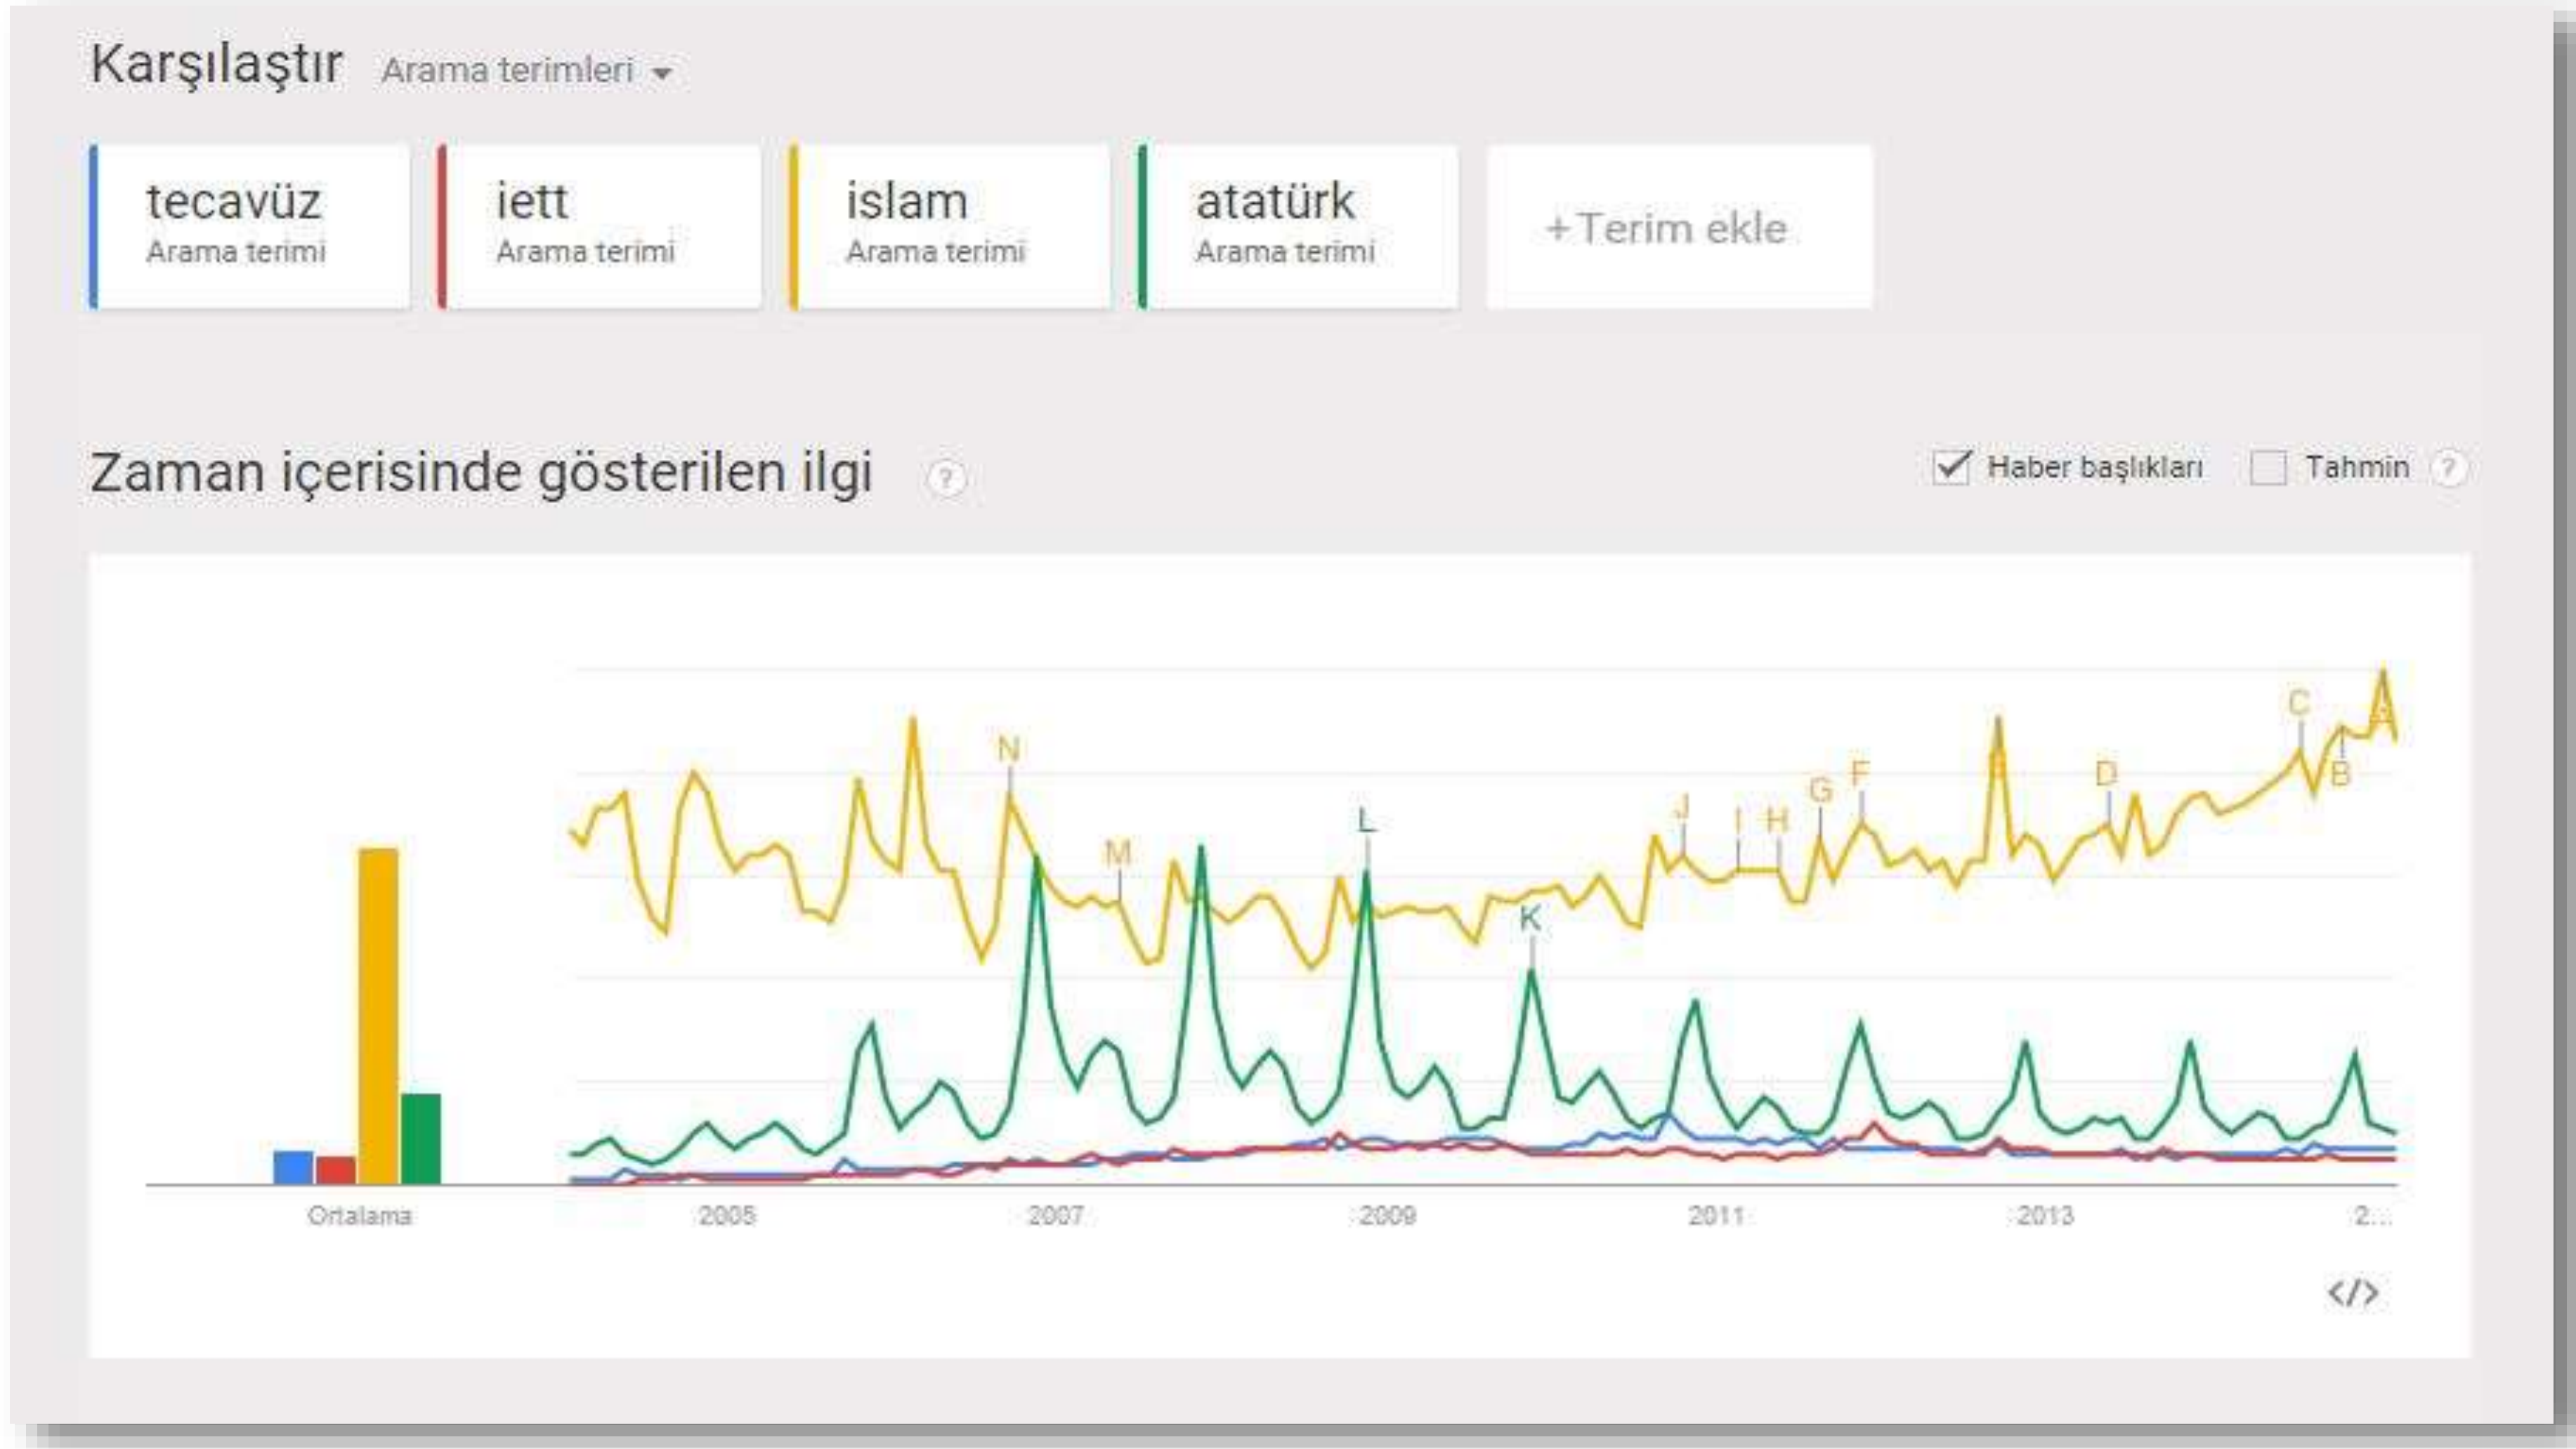 Karşılaştır Arama terimleri
tecavüz iett islam atatürk +Terim ekle
Arama terimi Arama terimi Arama terimi Arama terimi
Zaman içerisinde gösterilen ilgi ? Haber başlıkları Tahmin ?
A
C
N
B
D
F
G
J I H
L
M
K
Ortalama 2005 2007 2009 2011 2013 2...
</>